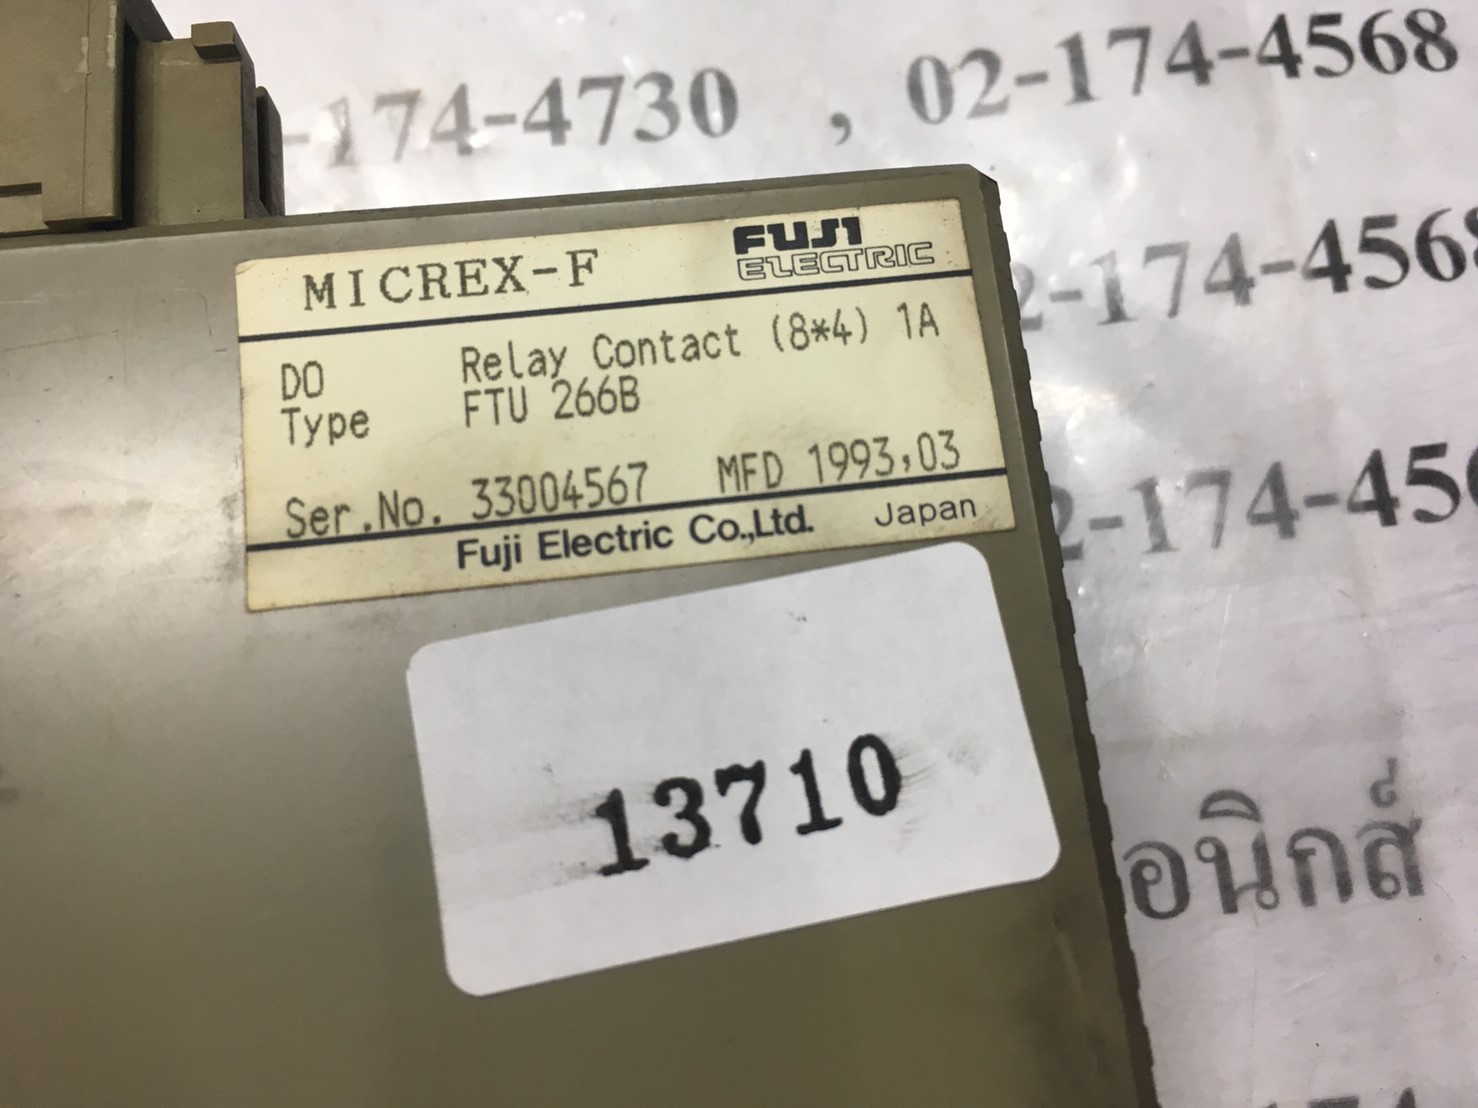 -174-4730 , 02-174-4568
MICREX-F FUJI ELECTRIC
2-174-4568
DO Relay Contact (8*4) 1A
Type FTU 266B
Ser.No. 33004567 MFD 1993,03
Fuji Electric Co.,Ltd. Japan
2-174-456
13710
อนิกส์